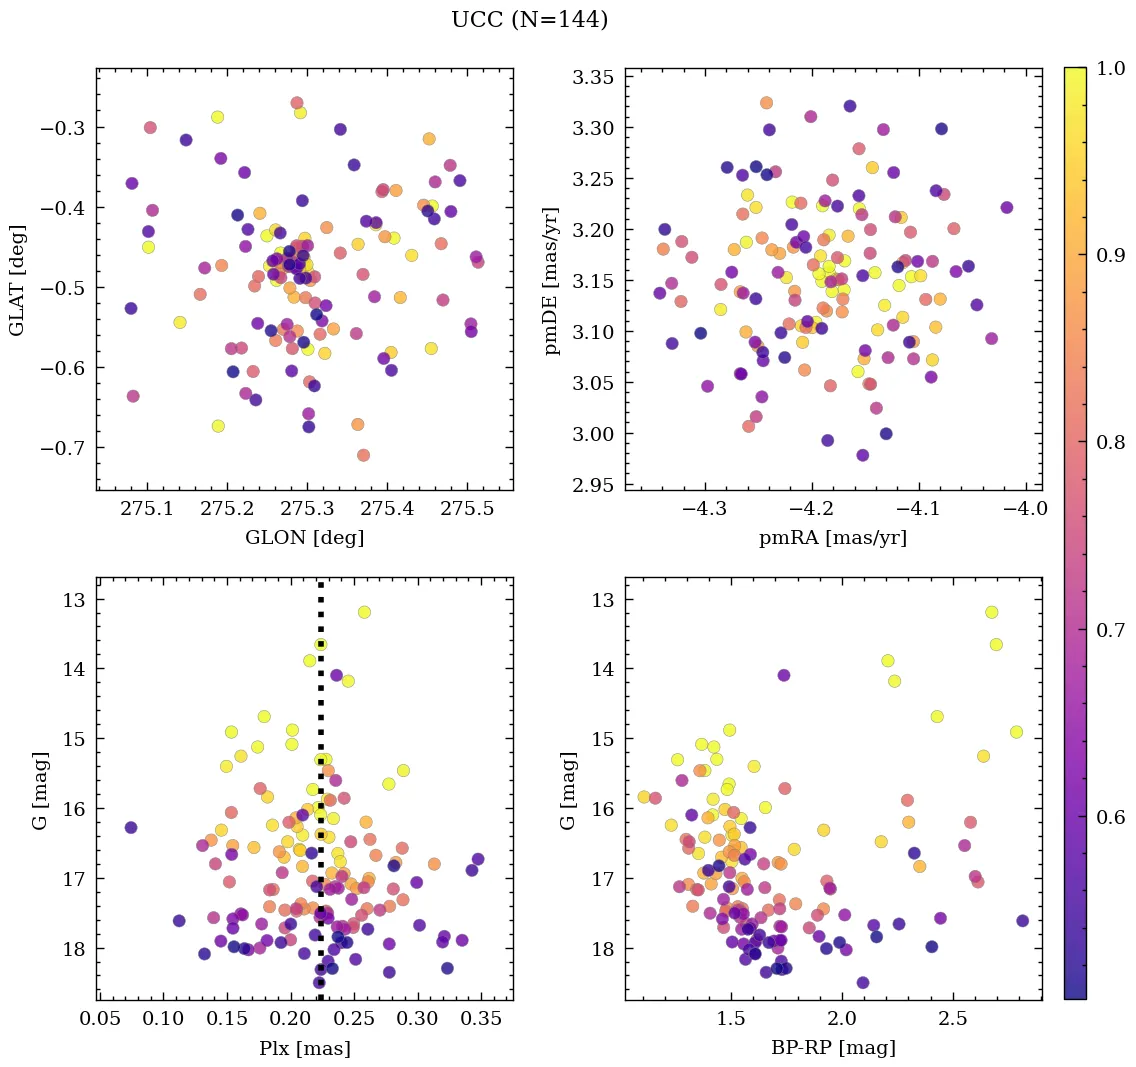 UCC (N=144)
−0.3
−0.4
−0.5
−0.6
−0.7
GLAT [deg]
275.1 275.2 275.3 275.4 275.5
GLON [deg]
3.35
3.30
3.25
3.20
3.15
3.10
3.05
3.00
2.95
pmDE [mas/yr]
−4.3 −4.2 −4.1 −4.0
pmRA [mas/yr]
1.0
0.9
0.8
0.7
0.6
13
14
15
16
17
18
G [mag]
0.05 0.10 0.15 0.20 0.25 0.30 0.35
Plx [mas]
13
14
15
16
17
18
G [mag]
1.5 2.0 2.5
BP-RP [mag]